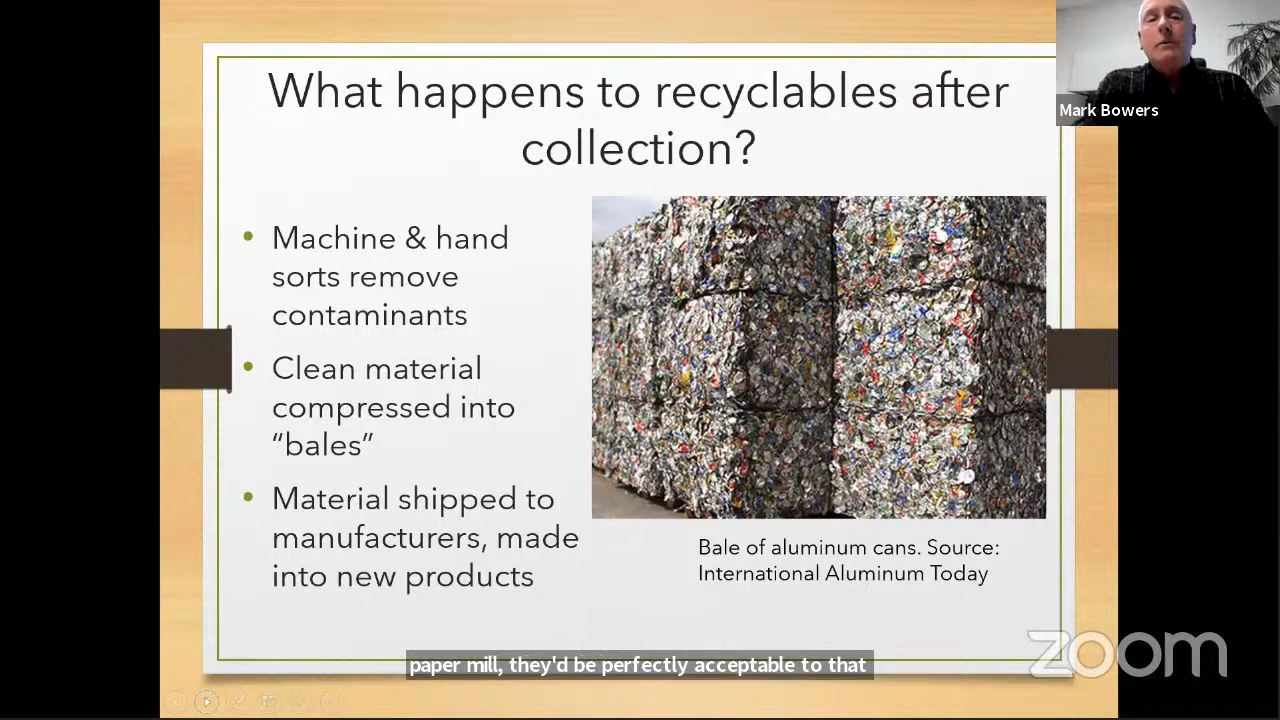 What happens to recyclables after
collection?
Mark Bowers
• Machine & hand
sorts remove
contaminants
• Clean material
compressed into
“bales”
• Material shipped to
manufacturers, made
into new products
Bale of aluminum cans. Source:
International Aluminum Today
zoom
paper mill, they'd be perfectly acceptable to that